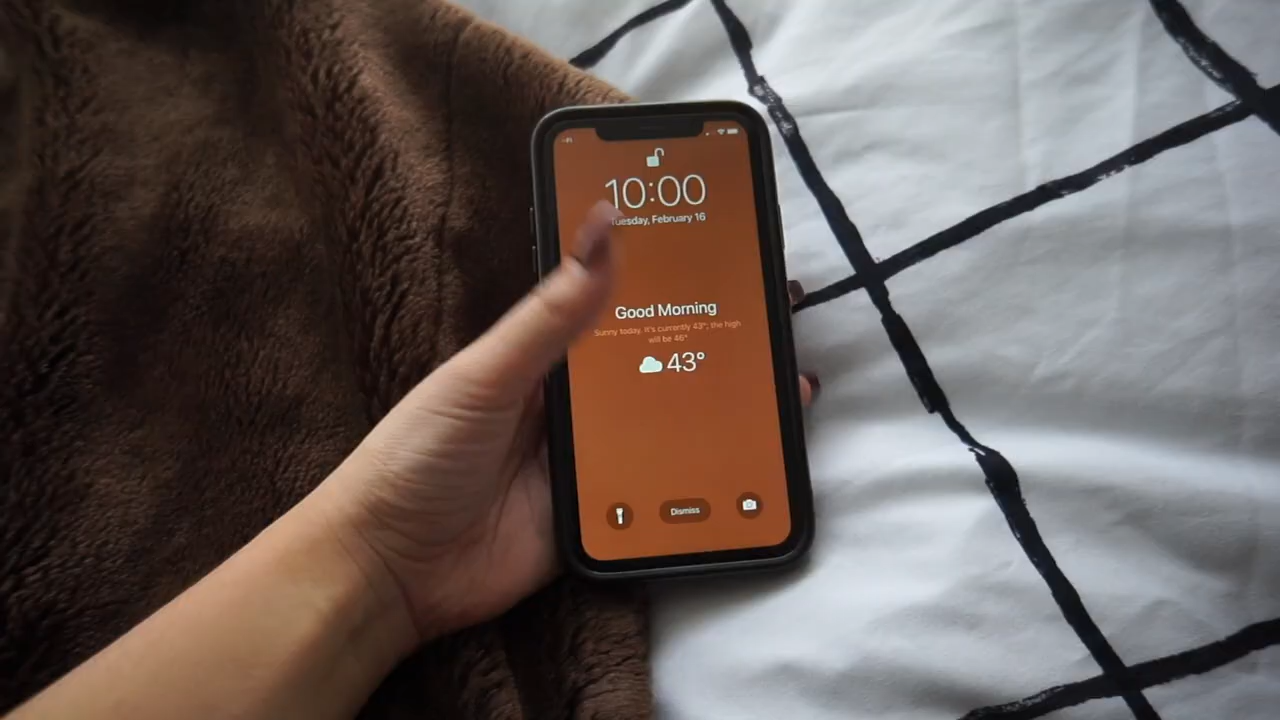 10:00
Tuesday, February 16
Good Morning
Sunny today. It's currently 43°; the high
will be 46°
43°
Dismiss